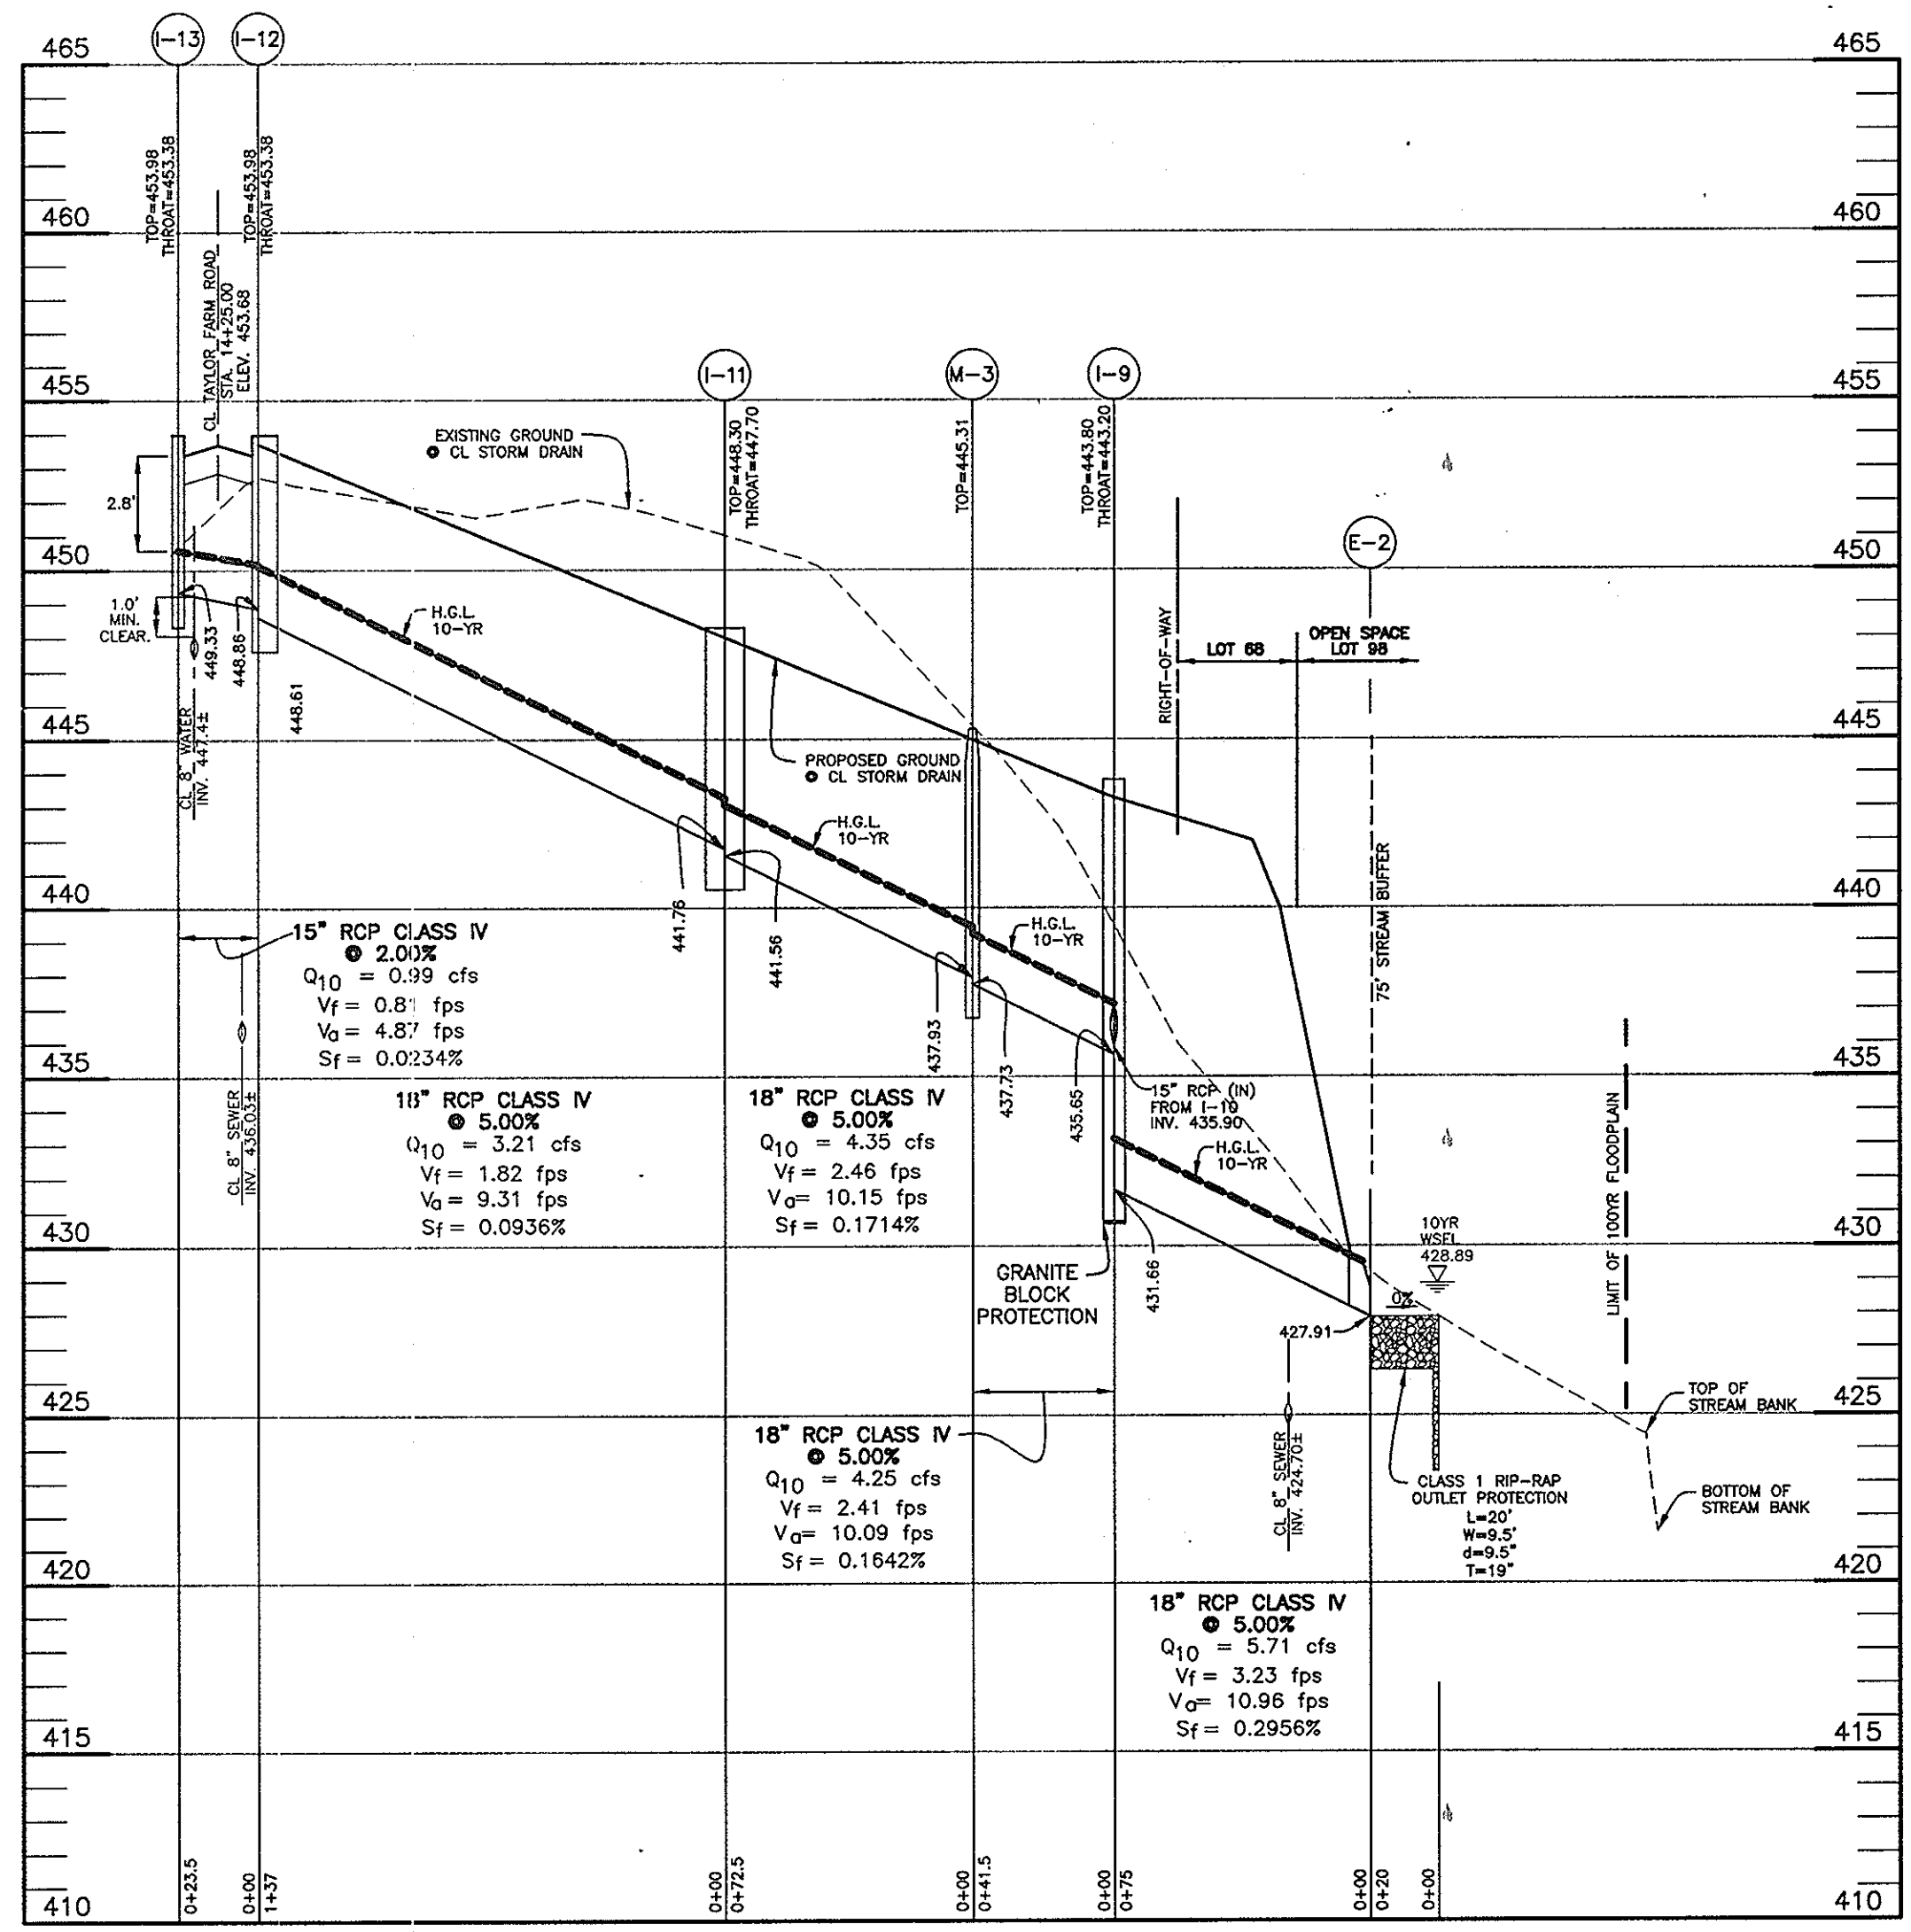 I-13
I-12
465
465
TOP=453.98
THROAT=453.38
TOP=453.98
THROAT=453.38
460
460
CL TAYLOR FARM ROAD
STA. 14+25.00
ELEV. 453.68
455
455
I-11
M-3
I-9
TOP=448.30
THROAT=447.70
TOP=445.31
TOP=443.80
THROAT=443.20
EXISTING GROUND
@ CL STORM DRAIN
2.8'
E-2
450
450
1.0'
MIN.
CLEAR.
449.33
448.86
448.61
CL 8" WATER
INV. 447.4±
H.G.L.
10-YR
RIGHT-OF-WAY
LOT 68
OPEN SPACE
LOT 98
445
445
PROPOSED GROUND
@ CL STORM DRAIN
H.G.L.
10-YR
75' STREAM BUFFER
440
440
441.76
441.56
H.G.L.
10-YR
15" RCP CLASS IV
@ 2.00%
Q10 = 0.99 cfs
Vf = 0.81 fps
Va = 4.87 fps
Sf = 0.0234%
437.93
437.73
435.65
435
435
15" RCP (IN)
FROM I-10
INV. 435.90
CL 8" SEWER
INV. 436.03±
18" RCP CLASS IV
@ 5.00%
Q10 = 3.21 cfs
Vf = 1.82 fps
Va = 9.31 fps
Sf = 0.0936%
18" RCP CLASS IV
@ 5.00%
Q10 = 4.35 cfs
Vf = 2.46 fps
Va = 10.15 fps
Sf = 0.1714%
H.G.L.
10-YR
LIMIT OF 100YR FLOODPLAIN
430
430
10YR
WSEL
428.89
GRANITE
BLOCK
PROTECTION
431.66
0%
427.91
425
425
TOP OF
STREAM BANK
18" RCP CLASS IV
@ 5.00%
Q10 = 4.25 cfs
Vf = 2.41 fps
Va = 10.09 fps
Sf = 0.1642%
CL 8" SEWER
INV. 424.70±
CLASS 1 RIP-RAP
OUTLET PROTECTION
L=20'
W=9.5'
d=9.5"
T=19"
BOTTOM OF
STREAM BANK
420
420
18" RCP CLASS IV
@ 5.00%
Q10 = 5.71 cfs
Vf = 3.23 fps
Va = 10.96 fps
Sf = 0.2956%
415
415
410
410
0+23.5
0+00
1+37
0+00
0+72.5
0+00
0+41.5
0+00
0+75
0+00
0+20
0+00